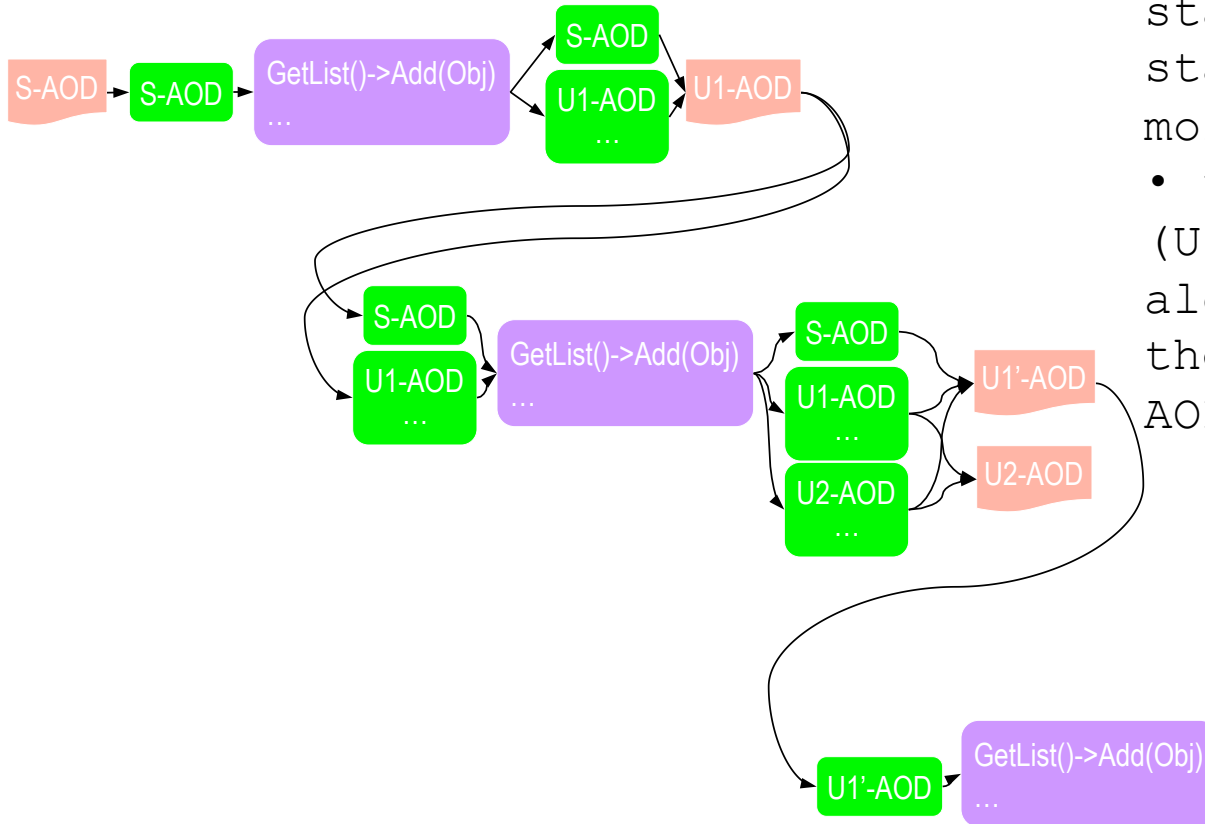 S-AOD
S-AOD
GetList()->Add(Obj)
…
S-AOD
U1-AOD
…
U1-AOD
S-AOD
U1-AOD
…
GetList()->Add(Obj)
…
S-AOD
U1-AOD
…
U2-AOD
…
U1’-AOD
U2-AOD
U1’-AOD
GetList()->Add(Obj)
…
•